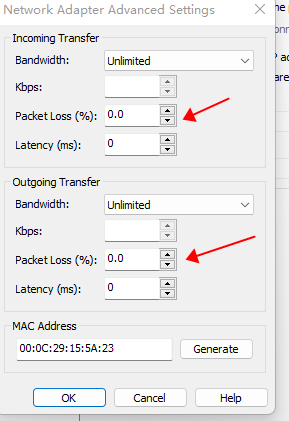 Network Adapter Advanced Settings
Incoming Transfer
Bandwidth: Unlimited
Kbps:
Packet Loss (%): 0.0
Latency (ms): 0
Outgoing Transfer
Bandwidth: Unlimited
Kbps:
Packet Loss (%): 0.0
Latency (ms): 0
MAC Address
00:0C:29:15:5A:23 Generate
OK Cancel Help